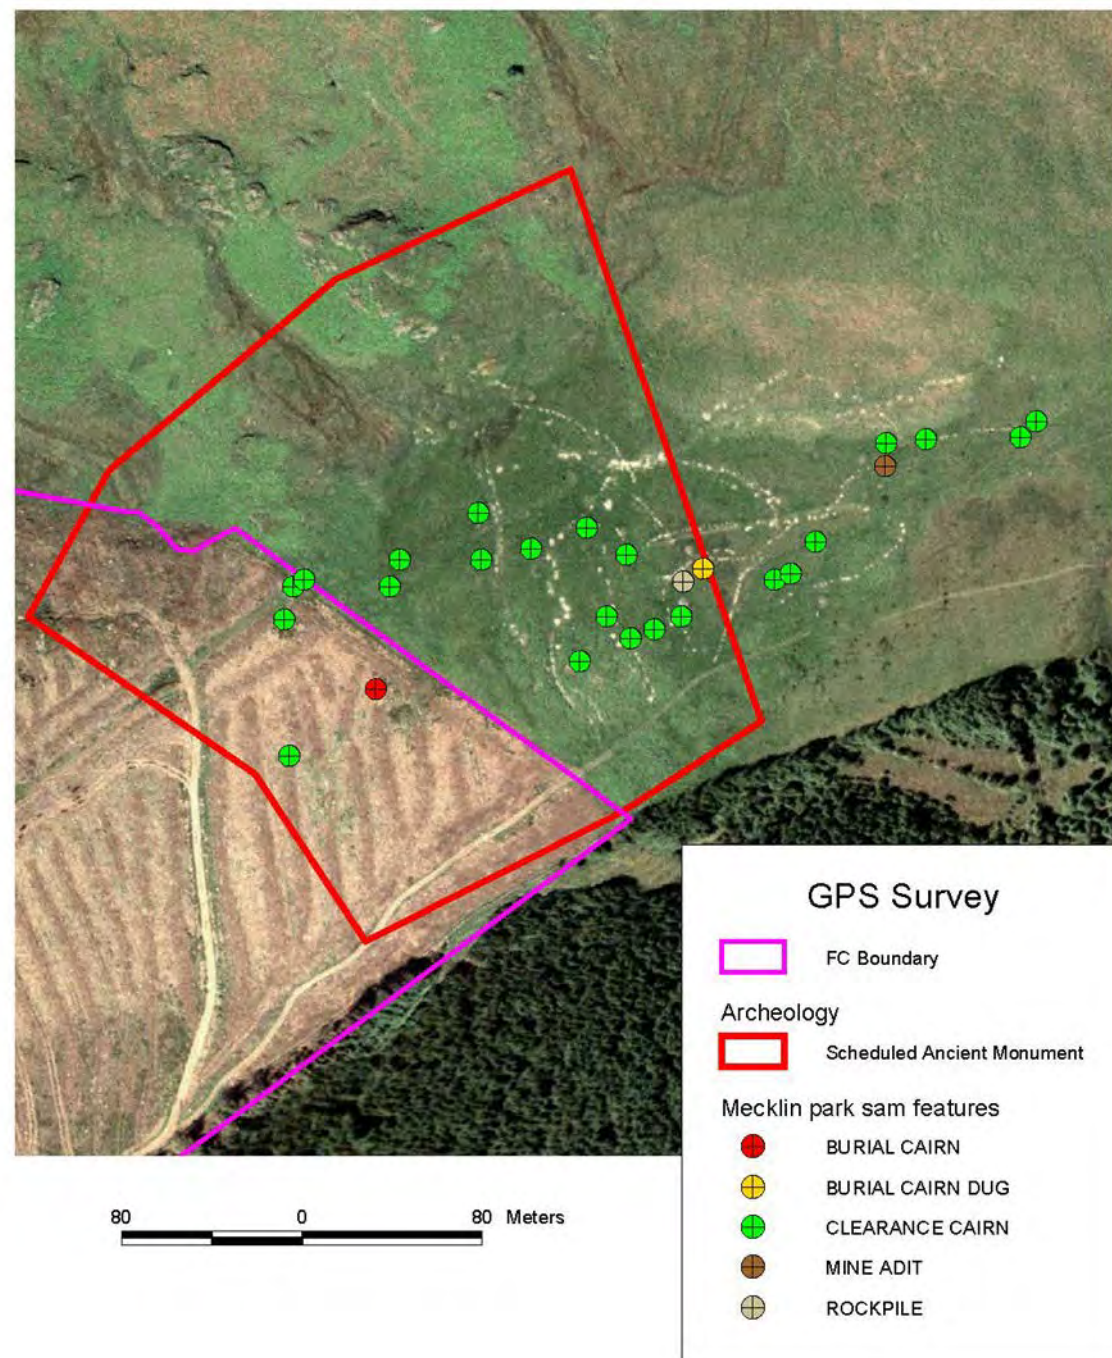 GPS Survey
FC Boundary
Archeology
Scheduled Ancient Monument
Mecklin park sam features
BURIAL CAIRN
BURIAL CAIRN DUG
CLEARANCE CAIRN
MINE ADIT
ROCKPILE
80 0 80 Meters